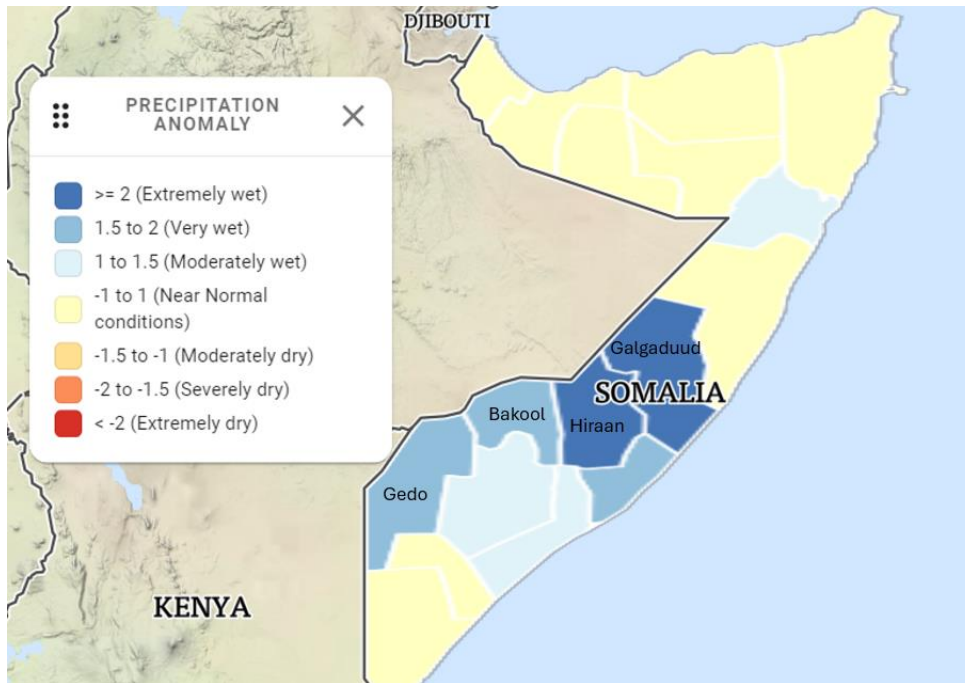 DJIBOUTI
PRECIPITATION
ANOMALY
>= 2 (Extremely wet)
1.5 to 2 (Very wet)
1 to 1.5 (Moderately wet)
-1 to 1 (Near Normal
conditions)
-1.5 to -1 (Moderately dry)
-2 to -1.5 (Severely dry)
< -2 (Extremely dry)
Galgaduud
SOMALIA
Bakool
Hiraan
Gedo
KENYA